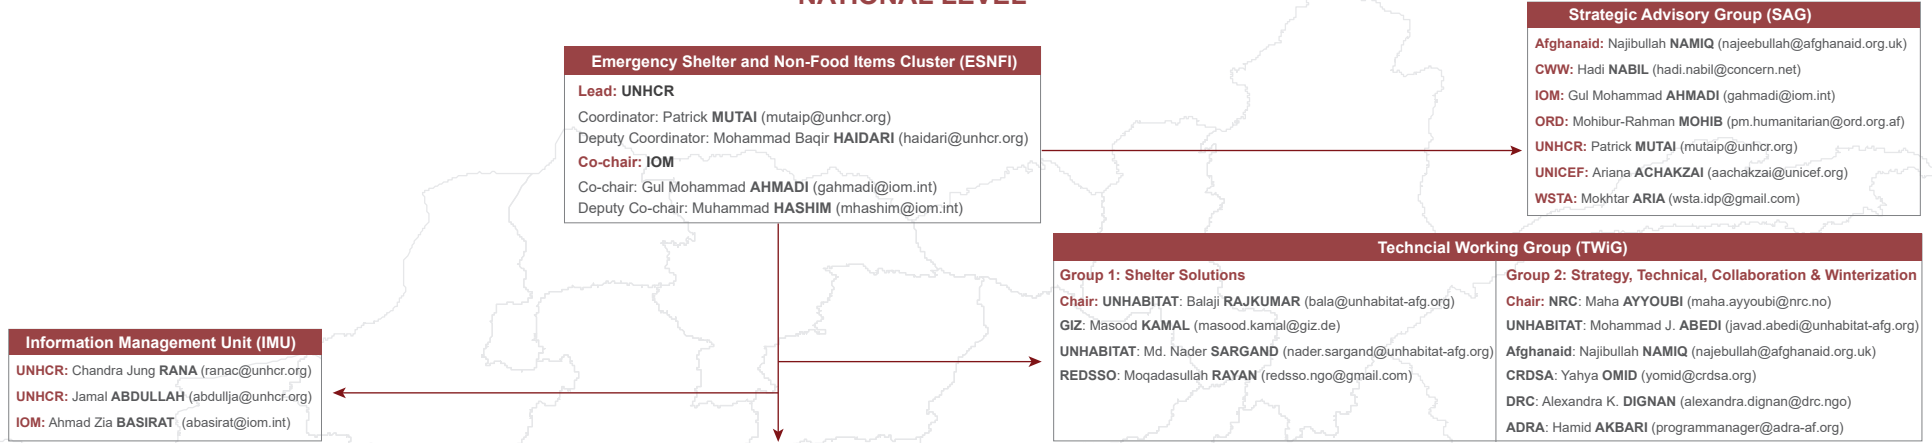 NATIONAL LEVEL
Emergency Shelter and Non-Food Items Cluster (ESNFI)
Lead: UNHCR
Coordinator: Patrick MUTAI (mutaip@unhcr.org)
Deputy Coordinator: Mohammad Baqir HAIDARI (haidari@unhcr.org)
Co-chair: IOM
Co-chair: Gul Mohammad AHMADI (gahmadi@iom.int)
Deputy Co-chair: Muhammad HASHIM (mhashim@iom.int)
Strategic Advisory Group (SAG)
Afghanaid: Najibullah NAMIQ (najeebullah@afghanaid.org.uk)
CWW: Hadi NABIL (hadi.nabil@concern.net)
IOM: Gul Mohammad AHMADI (gahmadi@iom.int)
ORD: Mohibur-Rahman MOHIB (pm.humanitarian@ord.org.af)
UNHCR: Patrick MUTAI (mutaip@unhcr.org)
UNICEF: Ariana ACHAKZAI (aachakzai@unicef.org)
WSTA: Mokhtar ARIA (wsta.idp@gmail.com)
Techncial Working Group (TWiG)
Group 1: Shelter Solutions
Chair: UNHABITAT: Balaji RAJKUMAR (bala@unhabitat-afg.org)
GIZ: Masood KAMAL (masood.kamal@giz.de)
UNHABITAT: Md. Nader SARGAND (nader.sargand@unhabitat-afg.org)
REDSSO: Moqadasullah RAYAN (redsso.ngo@gmail.com)
Group 2: Strategy, Technical, Collaboration & Winterization
Chair: NRC: Maha AYYOUBI (maha.ayyoubi@nrc.no)
UNHABITAT: Mohammad J. ABEDI (javad.abedi@unhabitat-afg.org)
Afghanaid: Najibullah NAMIQ (najebullah@afghanaid.org.uk)
CRDSA: Yahya OMID (yomid@crdsa.org)
DRC: Alexandra K. DIGNAN (alexandra.dignan@drc.ngo)
ADRA: Hamid AKBARI (programmanager@adra-af.org)
Information Management Unit (IMU)
UNHCR: Chandra Jung RANA (ranac@unhcr.org)
UNHCR: Jamal ABDULLAH (abdullja@unhcr.org)
IOM: Ahmad Zia BASIRAT (abasirat@iom.int)